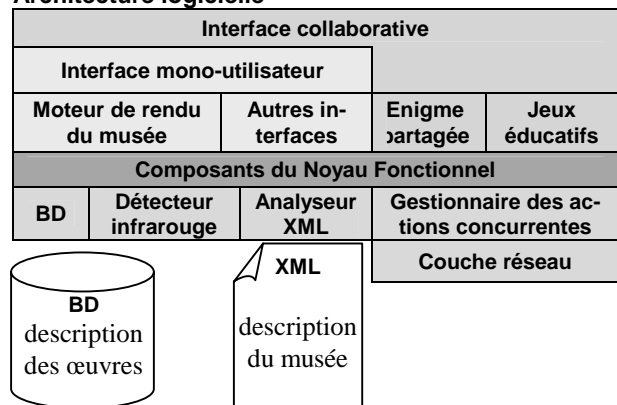 Interface collaborative
Interface mono-utilisateur
Moteur de rendu
du musée
Autres in-
terfaces
Enigme
partagée
Jeux
éducatifs
Composants du Noyau Fonctionnel
BD
Détecteur
infrarouge
Analyseur
XML
Gestionnaire des ac-
tions concurrentes
Couche réseau
BD
description
des œuvres
XML
description
du musée